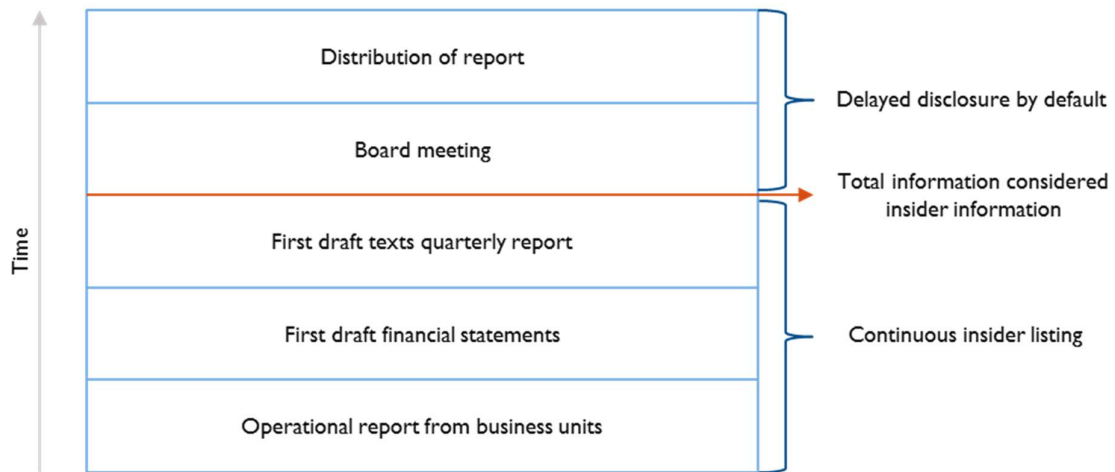 Distribution of report
Delayed disclosure by default
Board meeting
Total information considered
insider information
First draft texts quarterly report
Time
First draft financial statements
Continuous insider listing
Operational report from business units